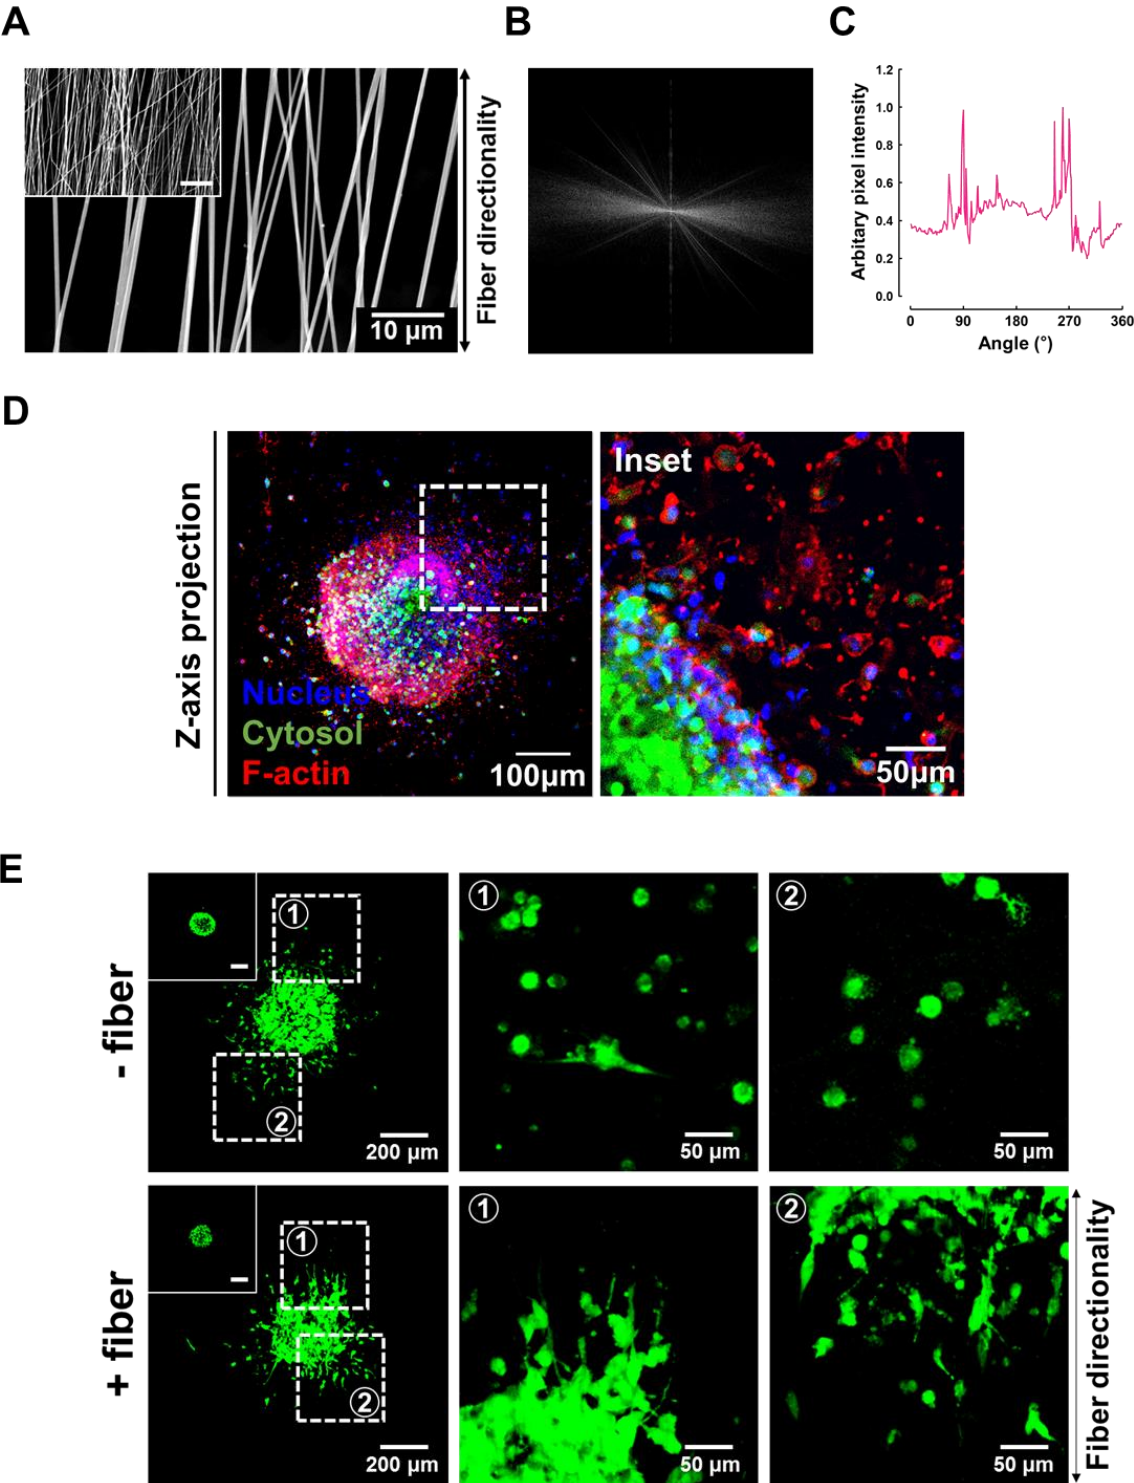 A
B
C
10 µm
Fiber directionality
Arbitary pixel intensity
1.2
1.0
0.8
0.6
0.4
0.2
0.0
0 90 180 270 360
Angle (°)
D
Z-axis projection
Nucleus
Cytosol
F-actin
100µm
Inset
50µm
E
- fiber
①
②
200 µm
①
50 µm
②
50 µm
+ fiber
①
②
200 µm
①
50 µm
②
50 µm
Fiber directionality